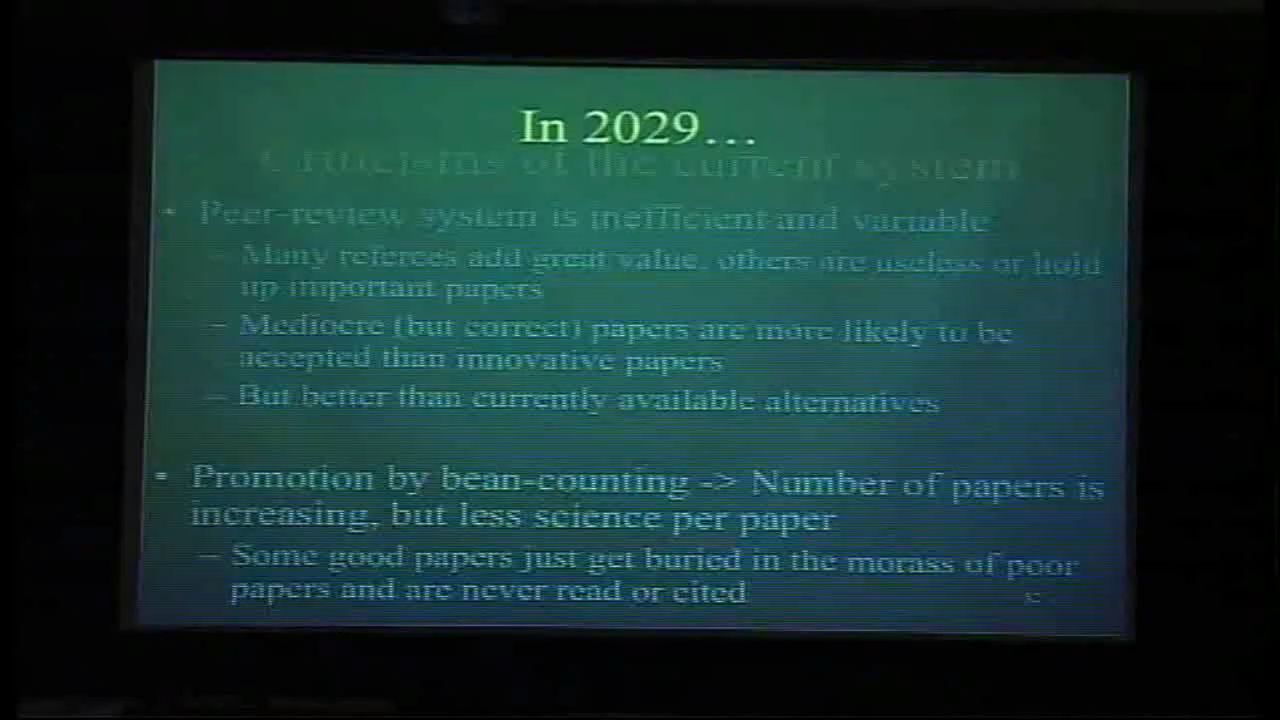 In 2029...
Criticisms of the current system
• Peer-review system is inefficient and variable
– Many referees add great value, others are useless or hold
up important papers
– Mediocre (but correct) papers are more likely to be
accepted than innovative papers
– But better than currently available alternatives
• Promotion by bean-counting -> Number of papers is
increasing, but less science per paper
– Some good papers just get buried in the morass of poor
papers and are never read or cited